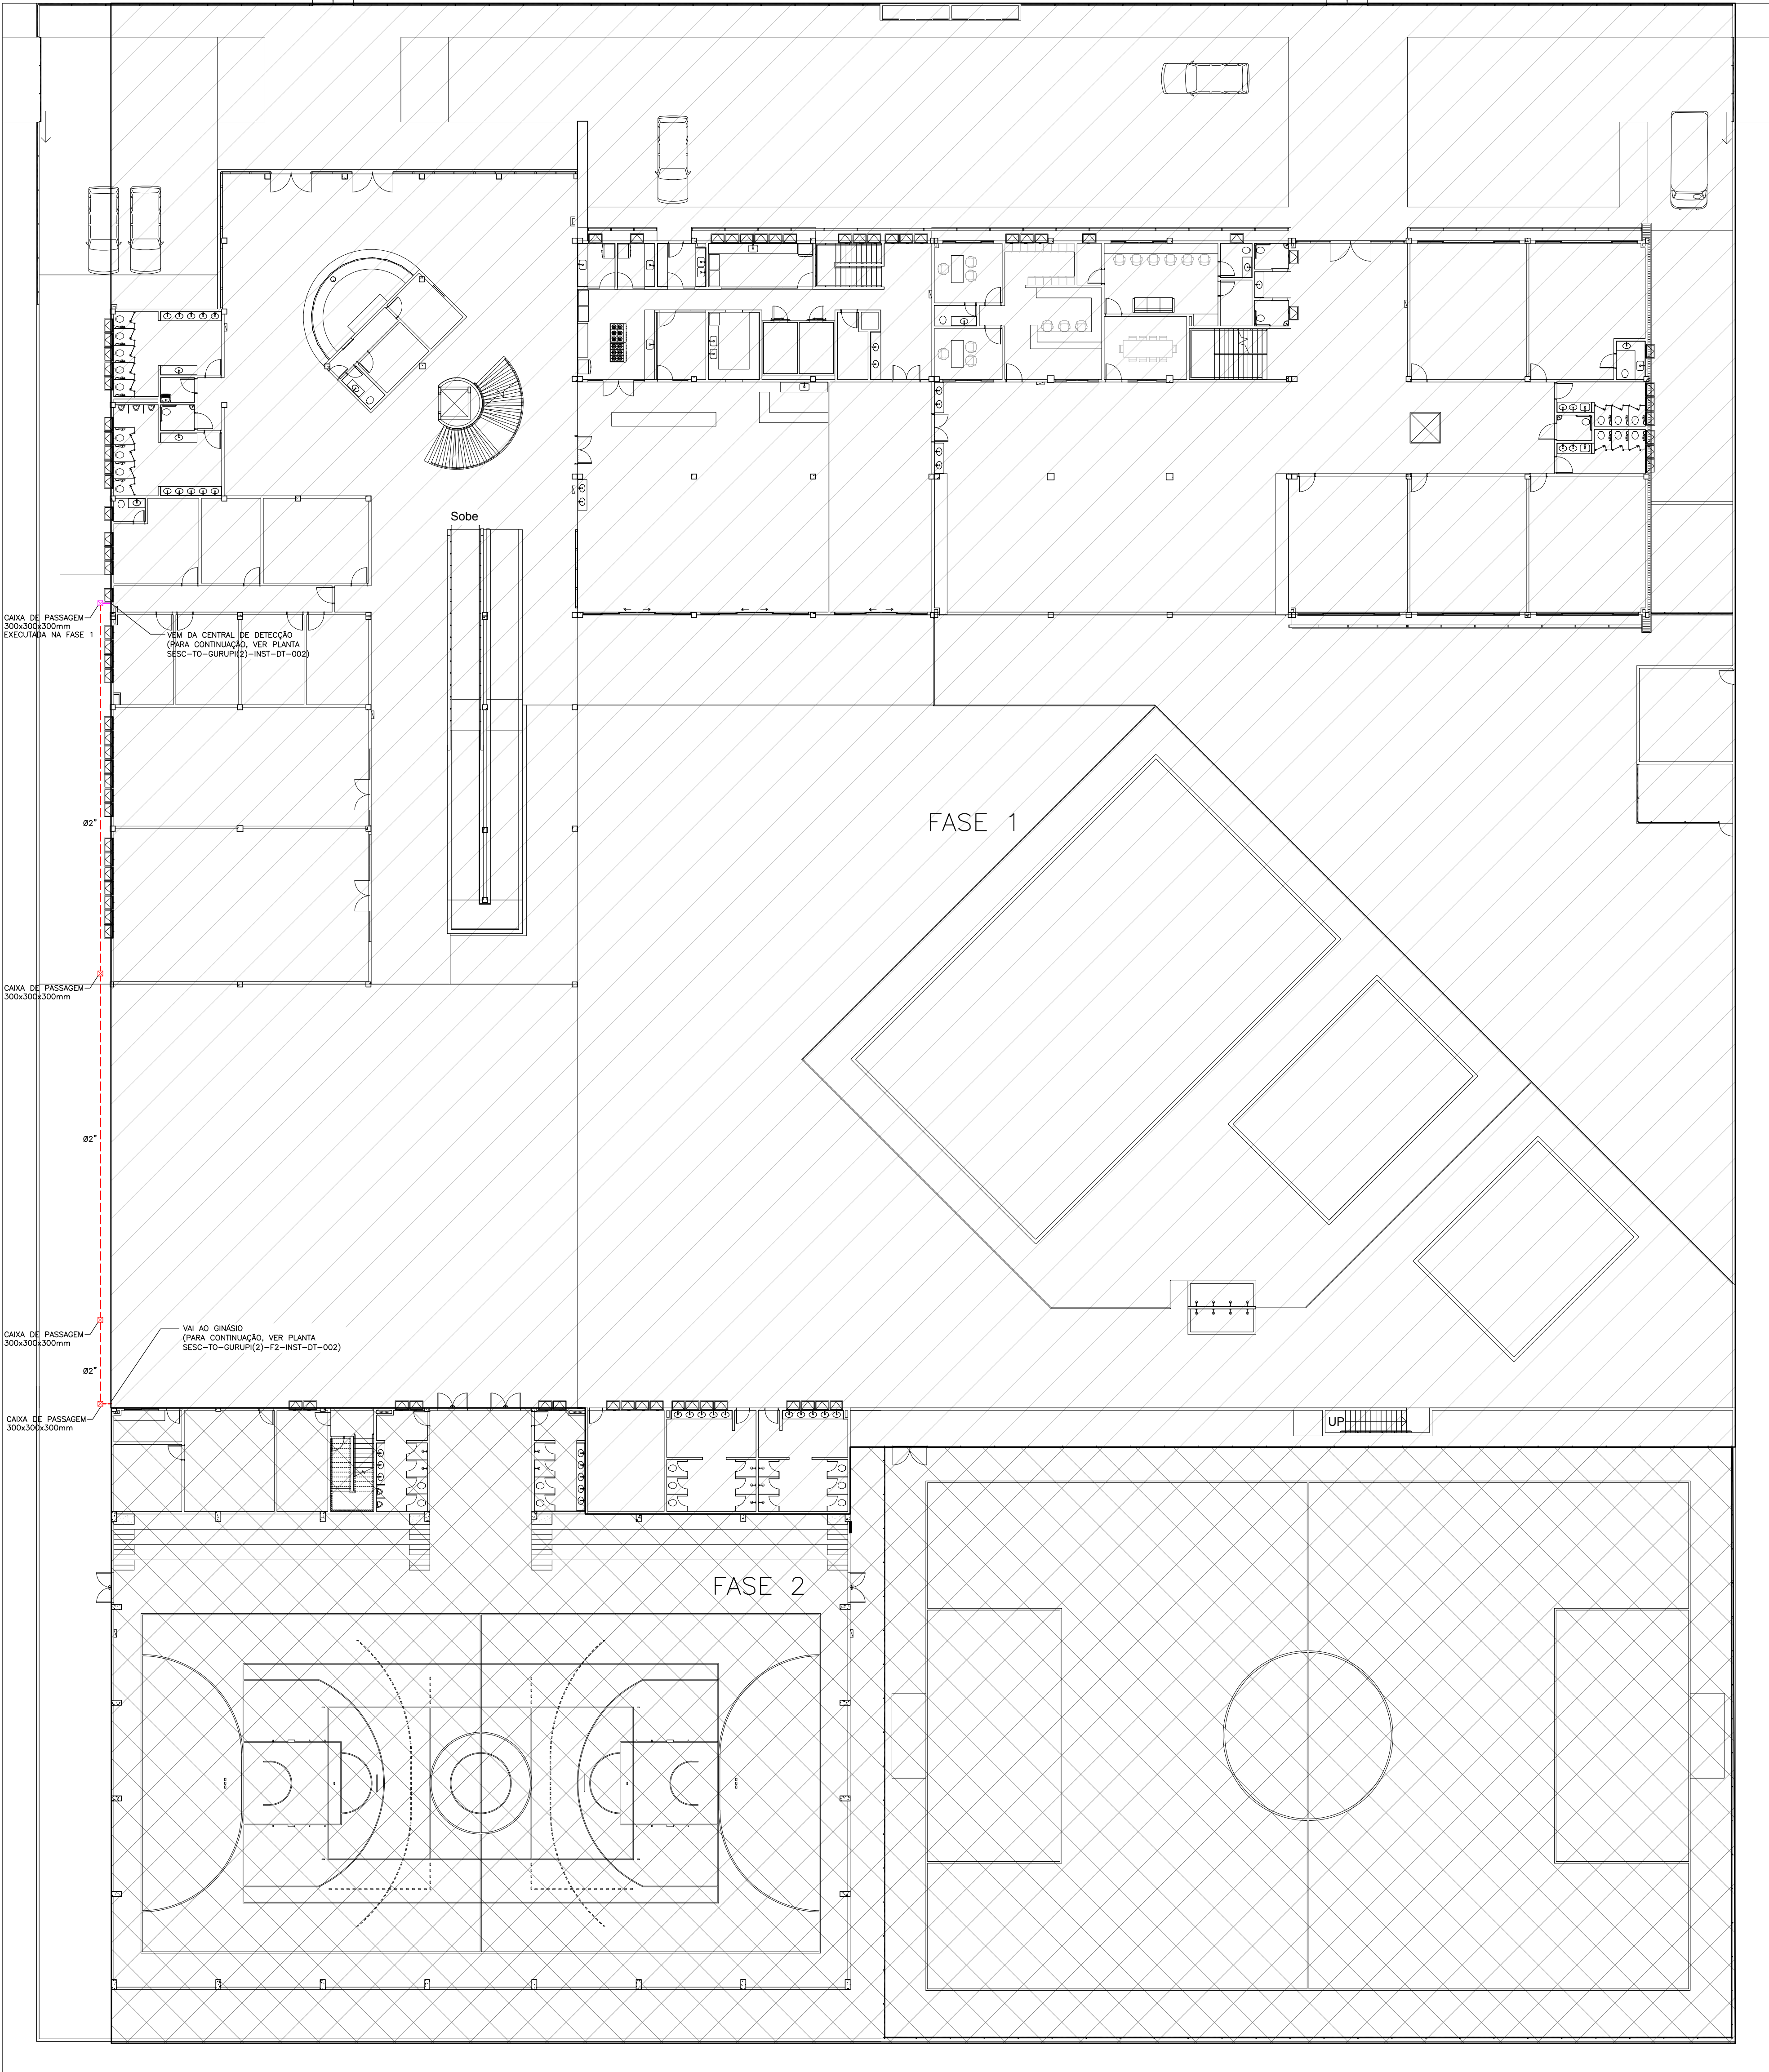 Sobe
CAIXA DE PASSAGEM
300x300x300mm
EXECUTADA NA FASE 1
VEM DA CENTRAL DE DETECÇÃO
(PARA CONTINUAÇÃO, VER PLANTA
SESC-TO-GURUPI(2)-INST-DT-002)
Ø2"
FASE 1
CAIXA DE PASSAGEM
300x300x300mm
Ø2"
CAIXA DE PASSAGEM
300x300x300mm
VAI AO GINÁSIO
(PARA CONTINUAÇÃO, VER PLANTA
SESC-TO-GURUPI(2)-F2-INST-DT-002)
Ø2"
CAIXA DE PASSAGEM
300x300x300mm
UP
FASE 2